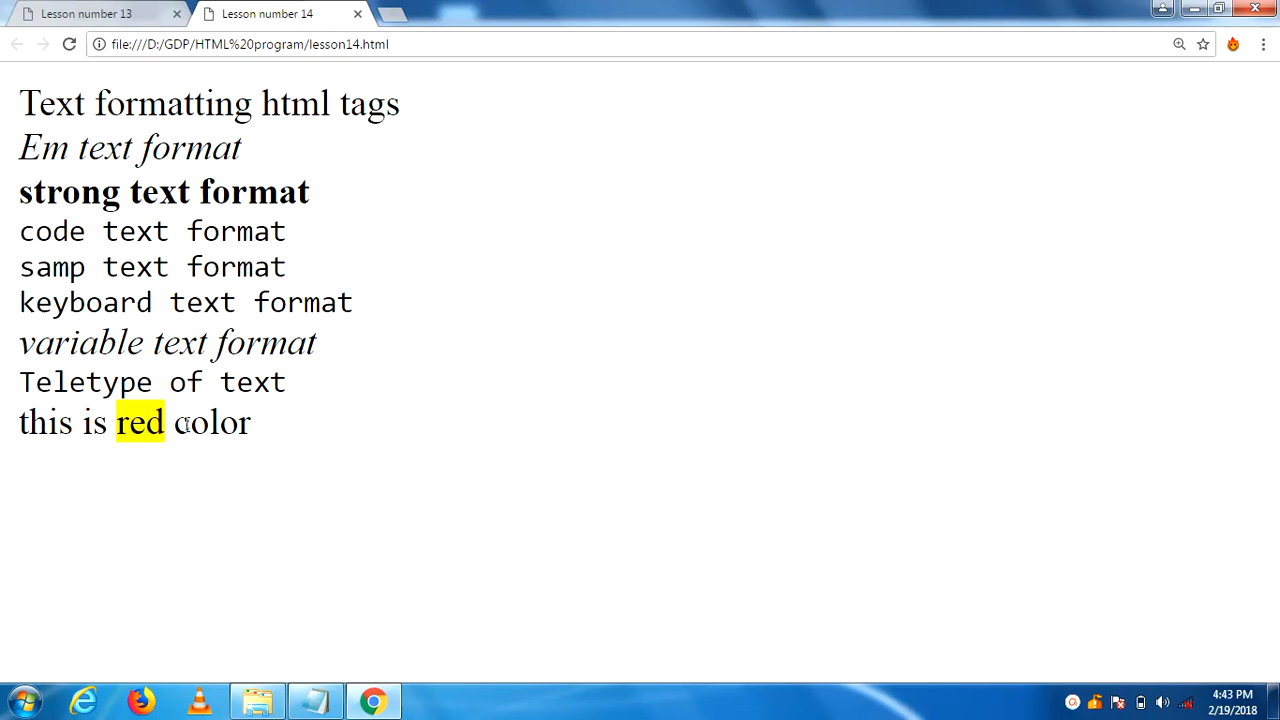 Lesson number 13
Lesson number 14
file:///D:/GDP/HTML%20program/lesson14.html
Text formatting html tags
Em text format
strong text format
code text format
samp text format
keyboard text format
variable text format
Teletype of text
this is red color
4:43 PM
2/19/2018